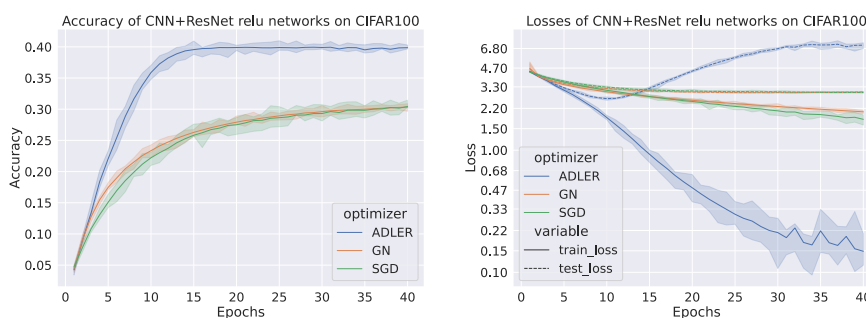 Accuracy of CNN+ResNet relu networks on CIFAR100
0.40
0.35
0.30
0.25
0.20
0.15
0.10
0.05
Accuracy
0
5
10
15
20
25
30
35
40
Epochs
optimizer
ADLER
GN
SGD
Losses of CNN+ResNet relu networks on CIFAR100
6.80
4.70
3.30
2.20
1.50
1.00
0.68
0.47
0.33
0.22
0.15
0.10
Loss
0
5
10
15
20
25
30
35
40
Epochs
optimizer
ADLER
GN
SGD
variable
train_loss
test_loss